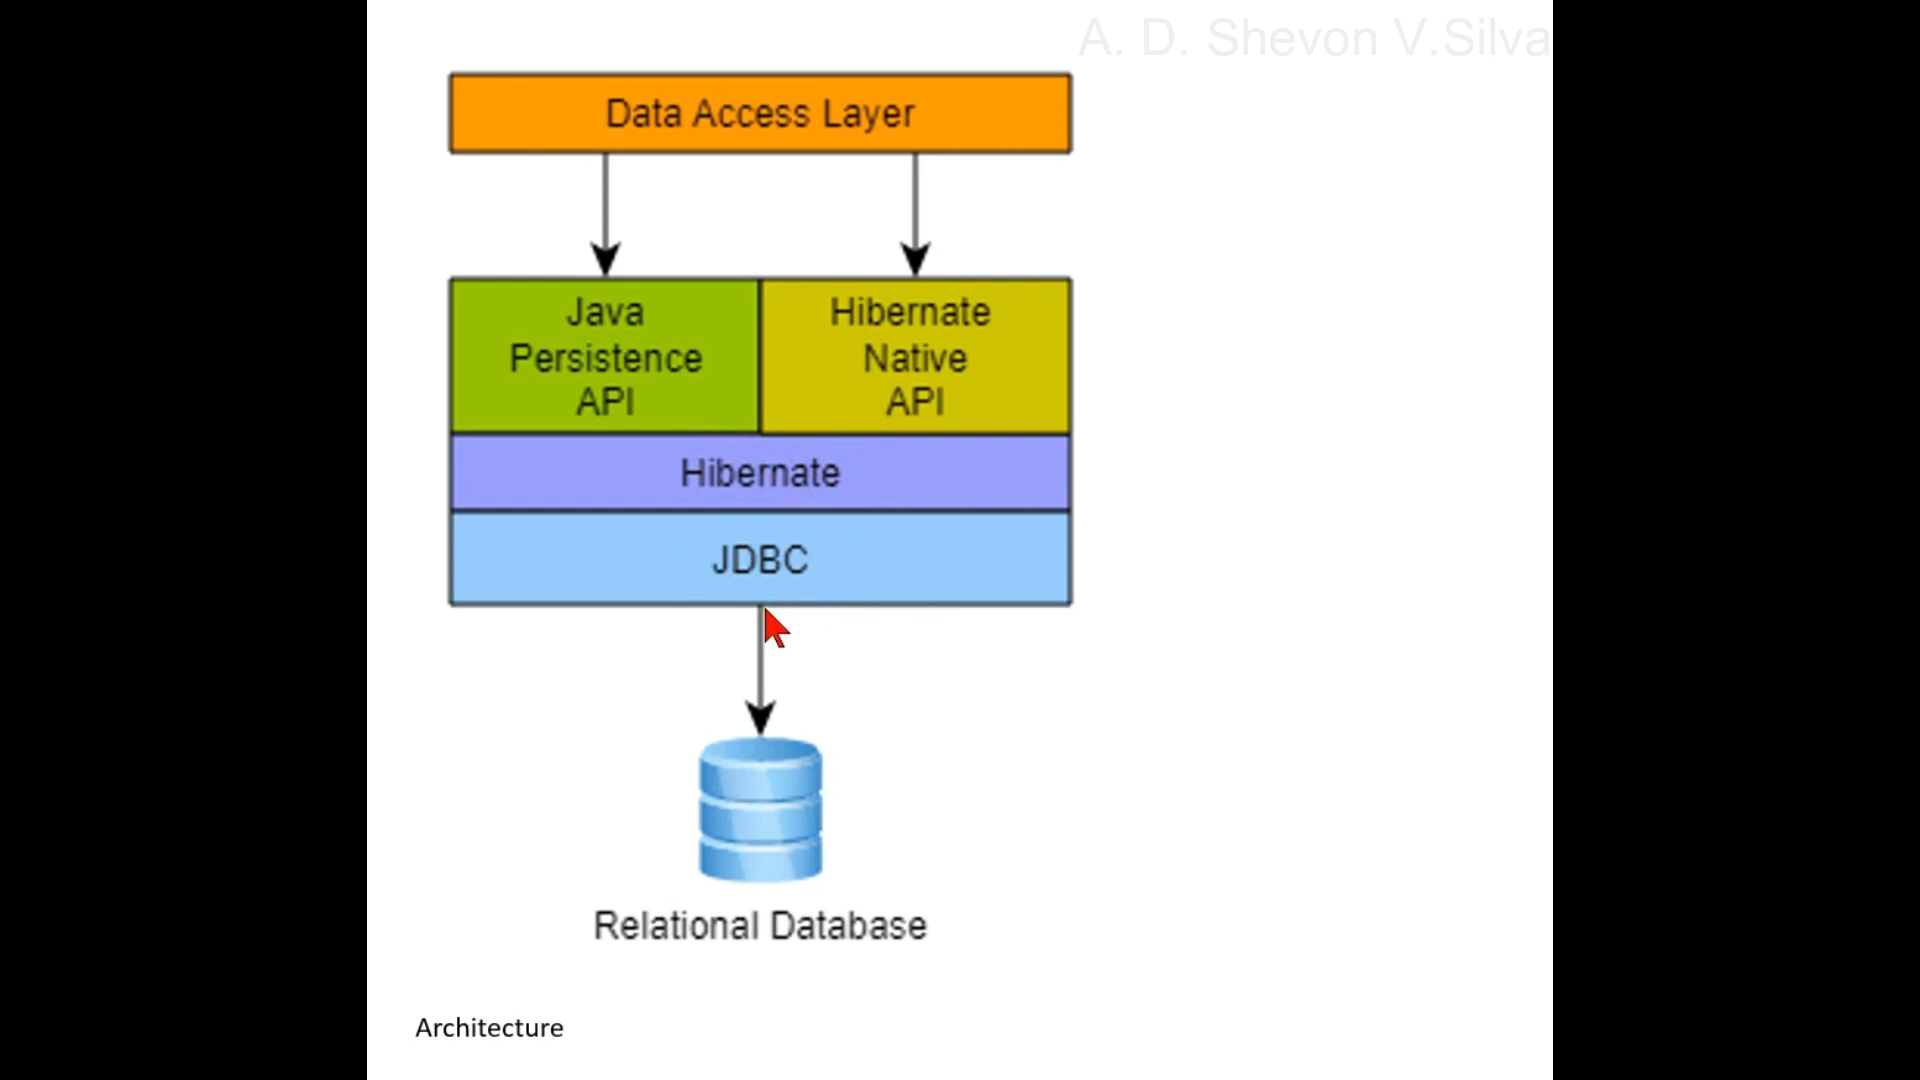 A. D. Shevon V.Silva
Data Access Layer
Java
Persistence
API
Hibernate
Native
API
Hibernate
JDBC
Relational Database
Architecture